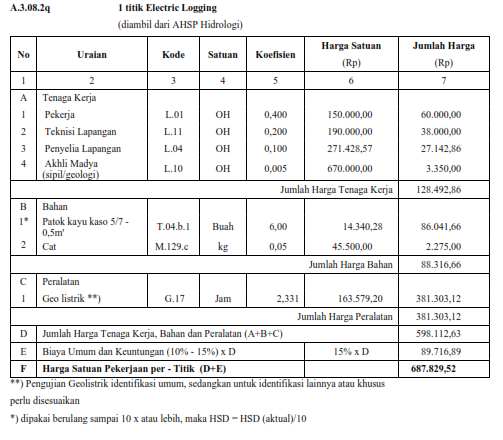 A.3.08.2q 1 titik Electric Logging
(diambil dari AHSP Hidrologi)
No Uraian Kode Satuan Koefisien Harga Satuan (Rp) Jumlah Harga (Rp)
1 2 3 4 5 6 7
A Tenaga Kerja
1 Pekerja L.01 OH 0,400 150.000,00 60.000,00
2 Teknisi Lapangan L.11 OH 0,200 190.000,00 38.000,00
3 Penyelia Lapangan L.04 OH 0,100 271.428,57 27.142,86
4 Akhli Madya (sipil/geologi) L.10 OH 0,005 670.000,00 3.350,00
Jumlah Harga Tenaga Kerja 128.492,86
B Bahan
1* Patok kayu kaso 5/7 - 0,5m' T.04.b.1 Buah 6,00 14.340,28 86.041,66
2 Cat M.129.c kg 0,05 45.500,00 2.275,00
Jumlah Harga Bahan 88.316,66
C Peralatan
1 Geo listrik **) G.17 Jam 2,331 163.579,20 381.303,12
Jumlah Harga Peralatan 381.303,12
D Jumlah Harga Tenaga Kerja, Bahan dan Peralatan (A+B+C) 598.112,63
E Biaya Umum dan Keuntungan (10% - 15%) x D 15% x D 89.716,89
F Harga Satuan Pekerjaan per - Titik (D+E) 687.829,52
**) Pengujian Geolistrik identifikasi umum, sedangkan untuk identifikasi lainnya atau khusus
perlu disesuaikan
*) dipakai berulang sampai 10 x atau lebih, maka HSD = HSD (aktual)/10